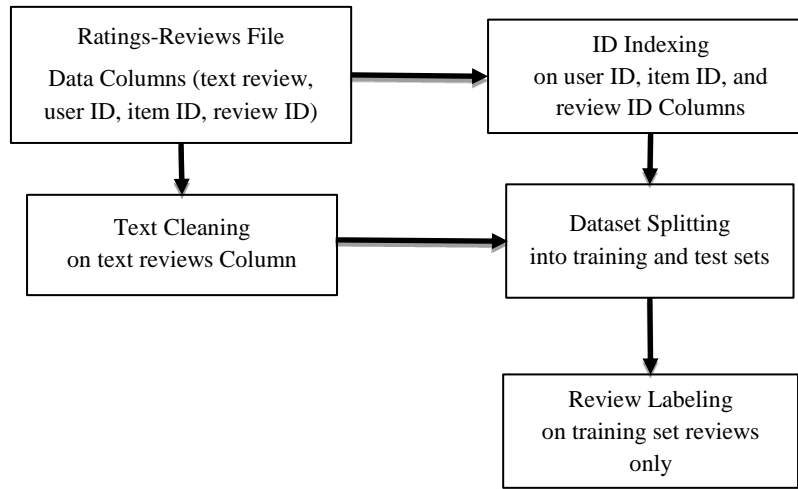 Ratings-Reviews File
Data Columns (text review,
user ID, item ID, review ID)
ID Indexing
on user ID, item ID, and
review ID Columns
Text Cleaning
on text reviews Column
Dataset Splitting
into training and test sets
Review Labeling
on training set reviews
only